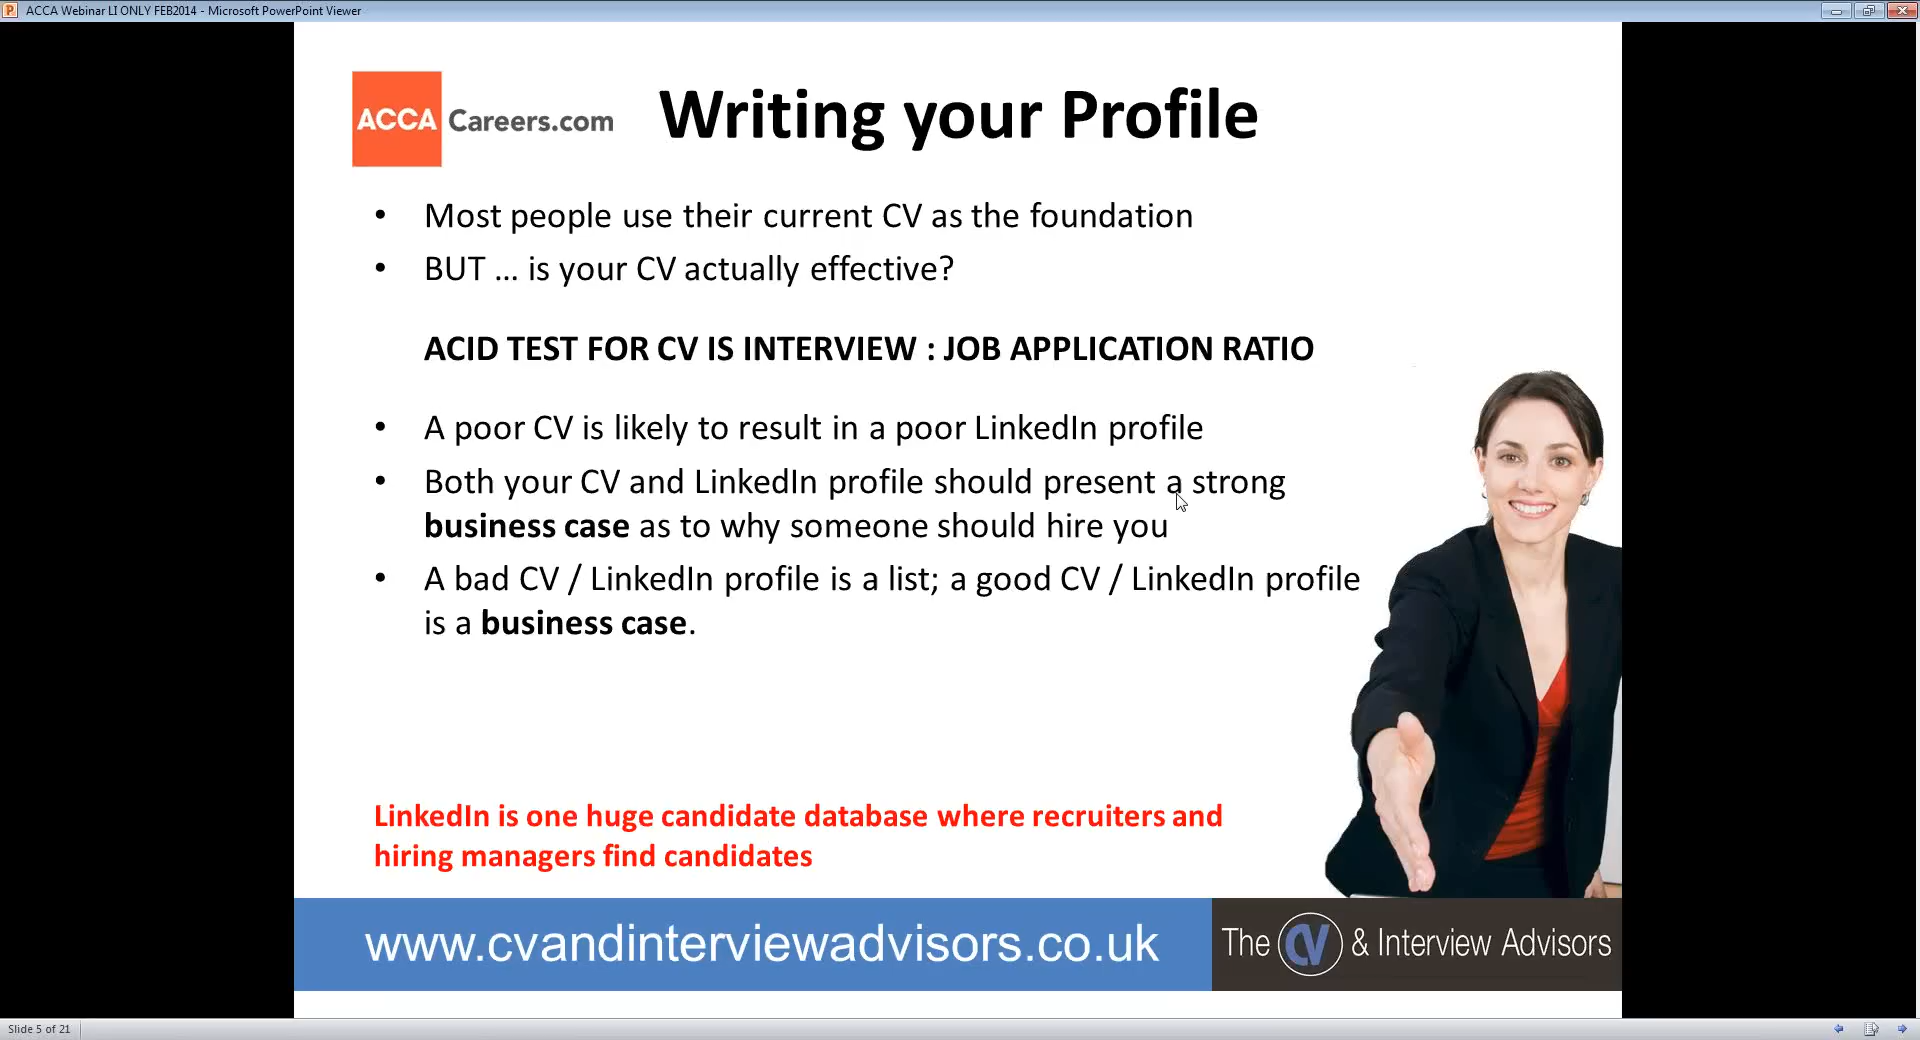 ACCA Webinar LI ONLY FEB2014 - Microsoft PowerPoint Viewer
ACCA Careers.com
Writing your Profile
• Most people use their current CV as the foundation
• BUT ... is your CV actually effective?
ACID TEST FOR CV IS INTERVIEW : JOB APPLICATION RATIO
• A poor CV is likely to result in a poor LinkedIn profile
• Both your CV and LinkedIn profile should present a strong
business case as to why someone should hire you
• A bad CV / LinkedIn profile is a list; a good CV / LinkedIn profile
is a business case.
LinkedIn is one huge candidate database where recruiters and
hiring managers find candidates
www.cvandinterviewadvisors.co.uk
The CV & Interview Advisors
Slide 5 of 21